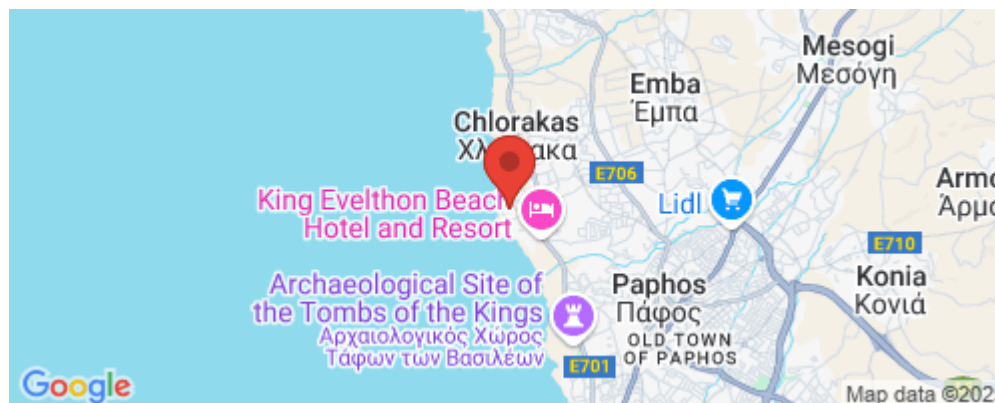 Mesogi
Μεσόγη
Emba
Έμπα
Chlorakas
E706
King Evelthon Beach
Hotel and Resort
Lidl
E710
Konia
Κονιά
Archaeological Site of
the Tombs of the Kings
Αρχαιολογικός Χώρος
Τάφων των Βασιλέων
Paphos
Πάφος
OLD TOWN
OF PAPHOS
E701
Google
Map data